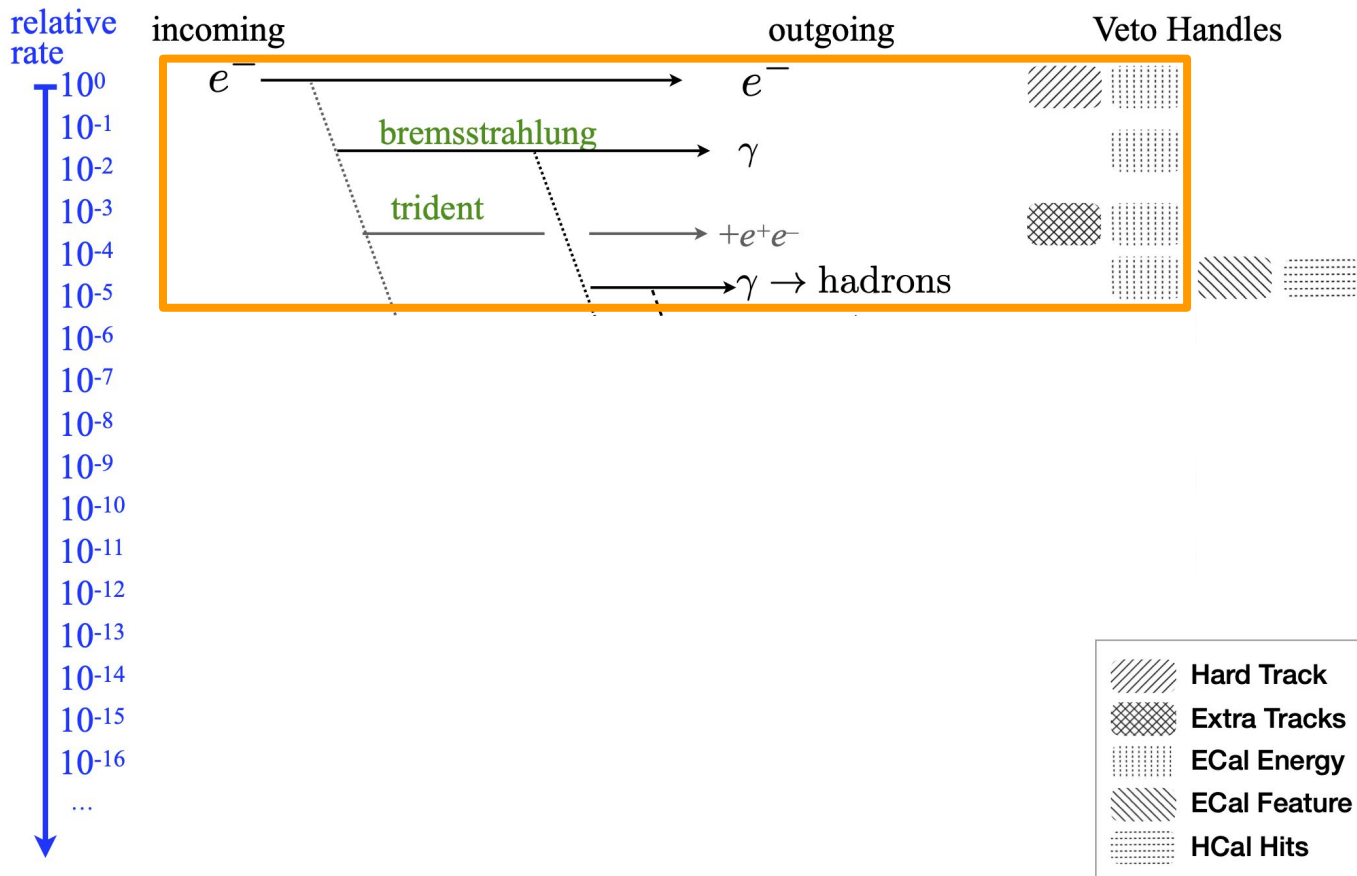 relative rate
incoming
outgoing
Veto Handles
10⁰
e⁻
e⁻
10⁻¹
bremsstrahlung
γ
10⁻²
10⁻³
trident
+e⁺e⁻
10⁻⁴
γ → hadrons
10⁻⁵
10⁻⁶
10⁻⁷
10⁻⁸
10⁻⁹
10⁻¹⁰
10⁻¹¹
10⁻¹²
10⁻¹³
10⁻¹⁴
10⁻¹⁵
10⁻¹⁶
...
Hard Track
Extra Tracks
ECal Energy
ECal Feature
HCal Hits